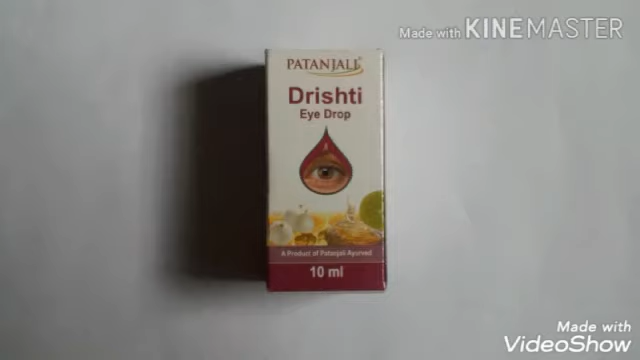 Made with KINEMASTER
PATANJALI®
Drishti
Eye Drop
A Product of Patanjali Ayurved
10 ml
Made with
VideoShow